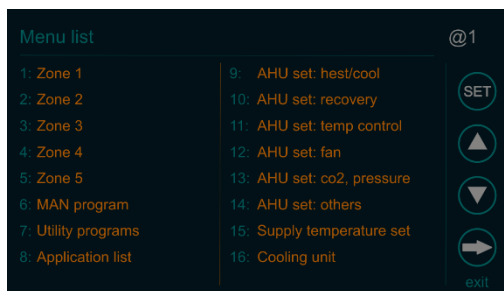 Menu list
@1
1: Zone 1
2: Zone 2
3: Zone 3
4: Zone 4
5: Zone 5
6: MAN program
7: Utility programs
8: Application list
9: AHU set: hest/cool
10: AHU set: recovery
11: AHU set: temp control
12: AHU set: fan
13: AHU set: co2, pressure
14: AHU set: others
15: Supply temperature set
16: Cooling unit
SET
exit